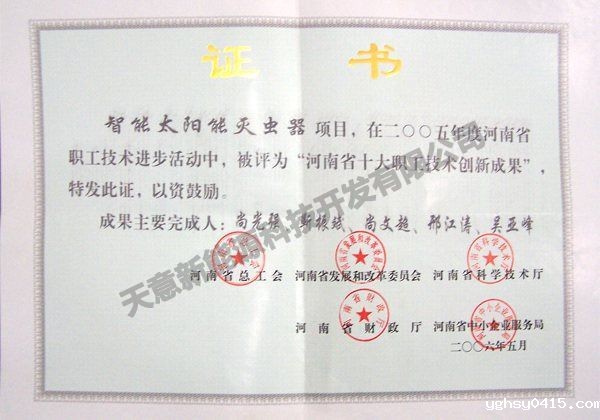 证书
智能太阳能灭虫器项目，在二〇〇五年度河南省
职工技术进步活动中，被评为“河南省十大职工技术创新成果”，
特发此证，以资鼓励。
成果主要完成人：尚光强 靳振铎、尚文超、邢江涛、吴亚峰
河南省总工会 河南省发展和改革委员会 河南省科学技术厅
河南省财政厅 河南省中小企业服务局
二〇〇六年五月
天意新能源科技开发有限公司
yghsy0415.com